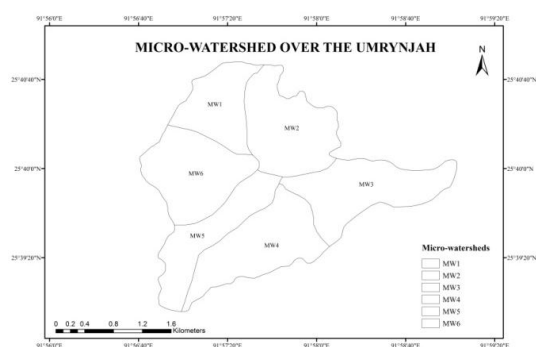 91°56'0"E 91°56'40"E 91°57'20"E 91°58'0"E 91°58'40"E 91°59'20"E
MICRO-WATERSHED OVER THE UMRYNJAH
N
25°40'40"N 25°40'40"N
MW1
MW2
25°40'0"N 25°40'0"N
MW6
MW3
MW5
MW4
25°39'20"N 25°39'20"N
Micro-watersheds
MW1
MW2
MW3
MW4
MW5
MW6
0 0.2 0.4 0.8 1.2 1.6
Kilometers
91°56'0"E 91°56'40"E 91°57'20"E 91°58'0"E 91°58'40"E 91°59'20"E